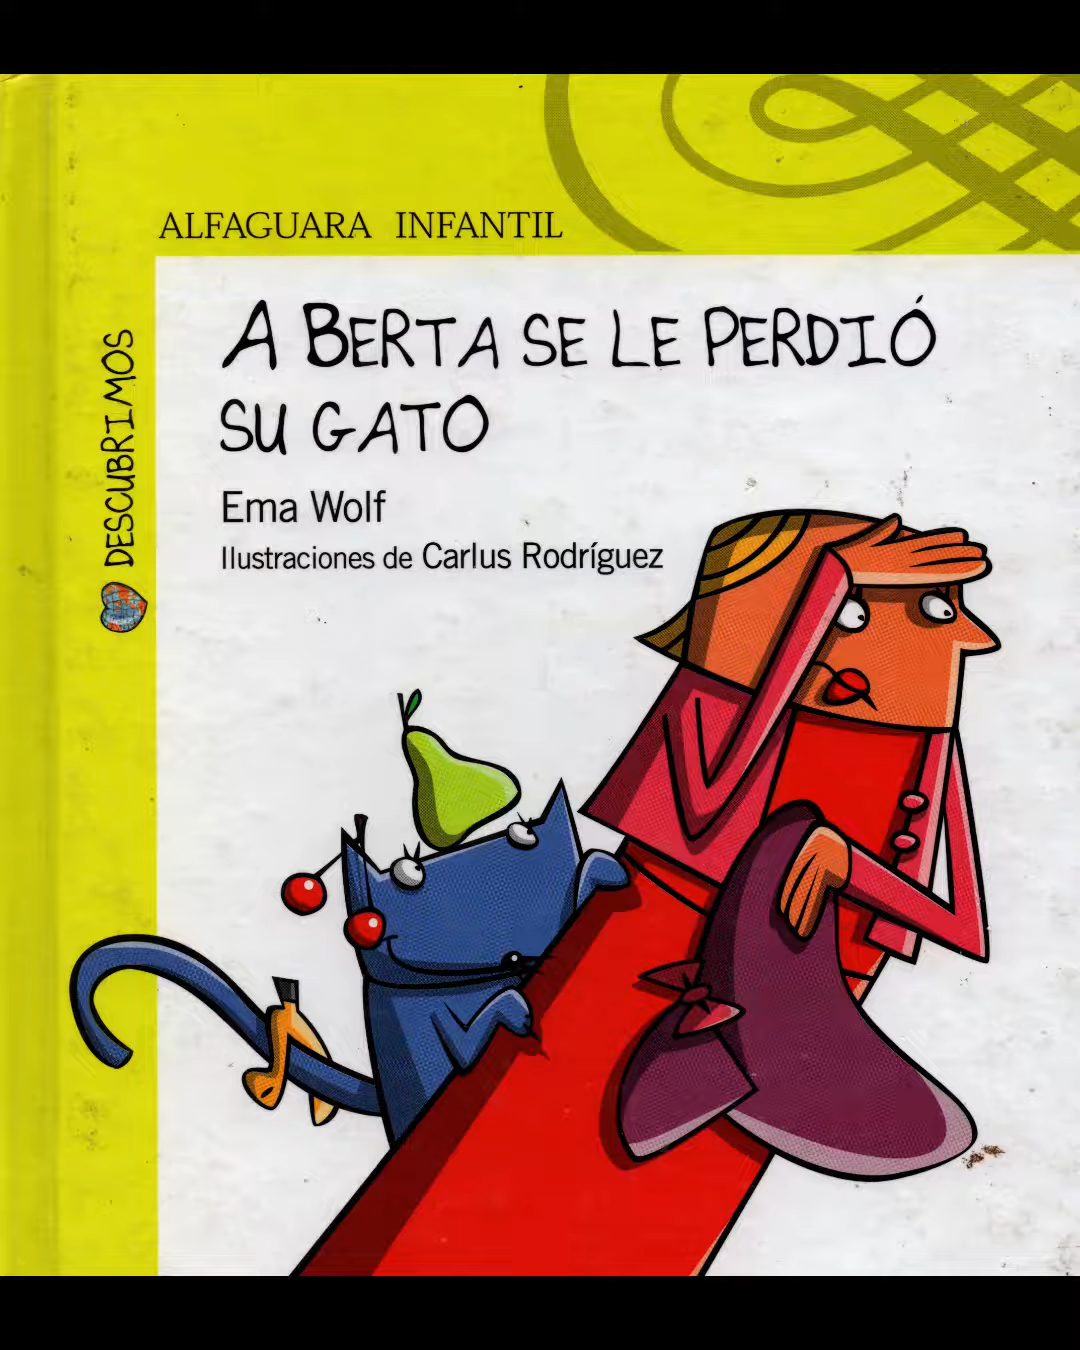 ALFAGUARA INFANTIL
A BERTA SE LE PERDIÓ
SU GATO
Ema Wolf
Ilustraciones de Carlus Rodríguez
DESCUBRIMOS